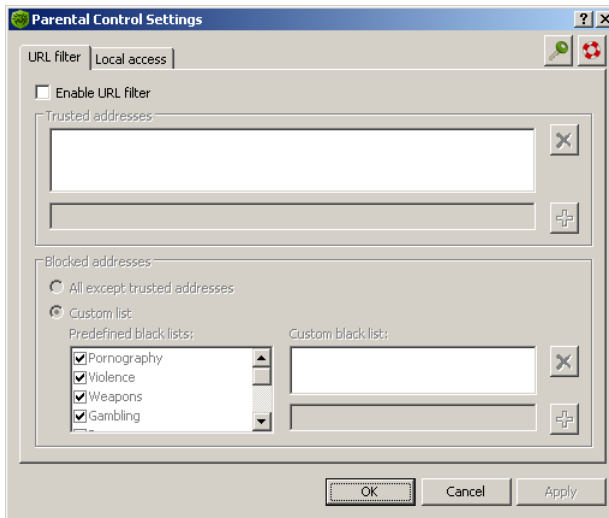 Parental Control Settings
URL filter
Local access
Enable URL filter
Trusted addresses
Blocked addresses
All except trusted addresses
Custom list
Predefined black lists:
Custom black list:
Pornography
Violence
Weapons
Gambling
OK
Cancel
Apply